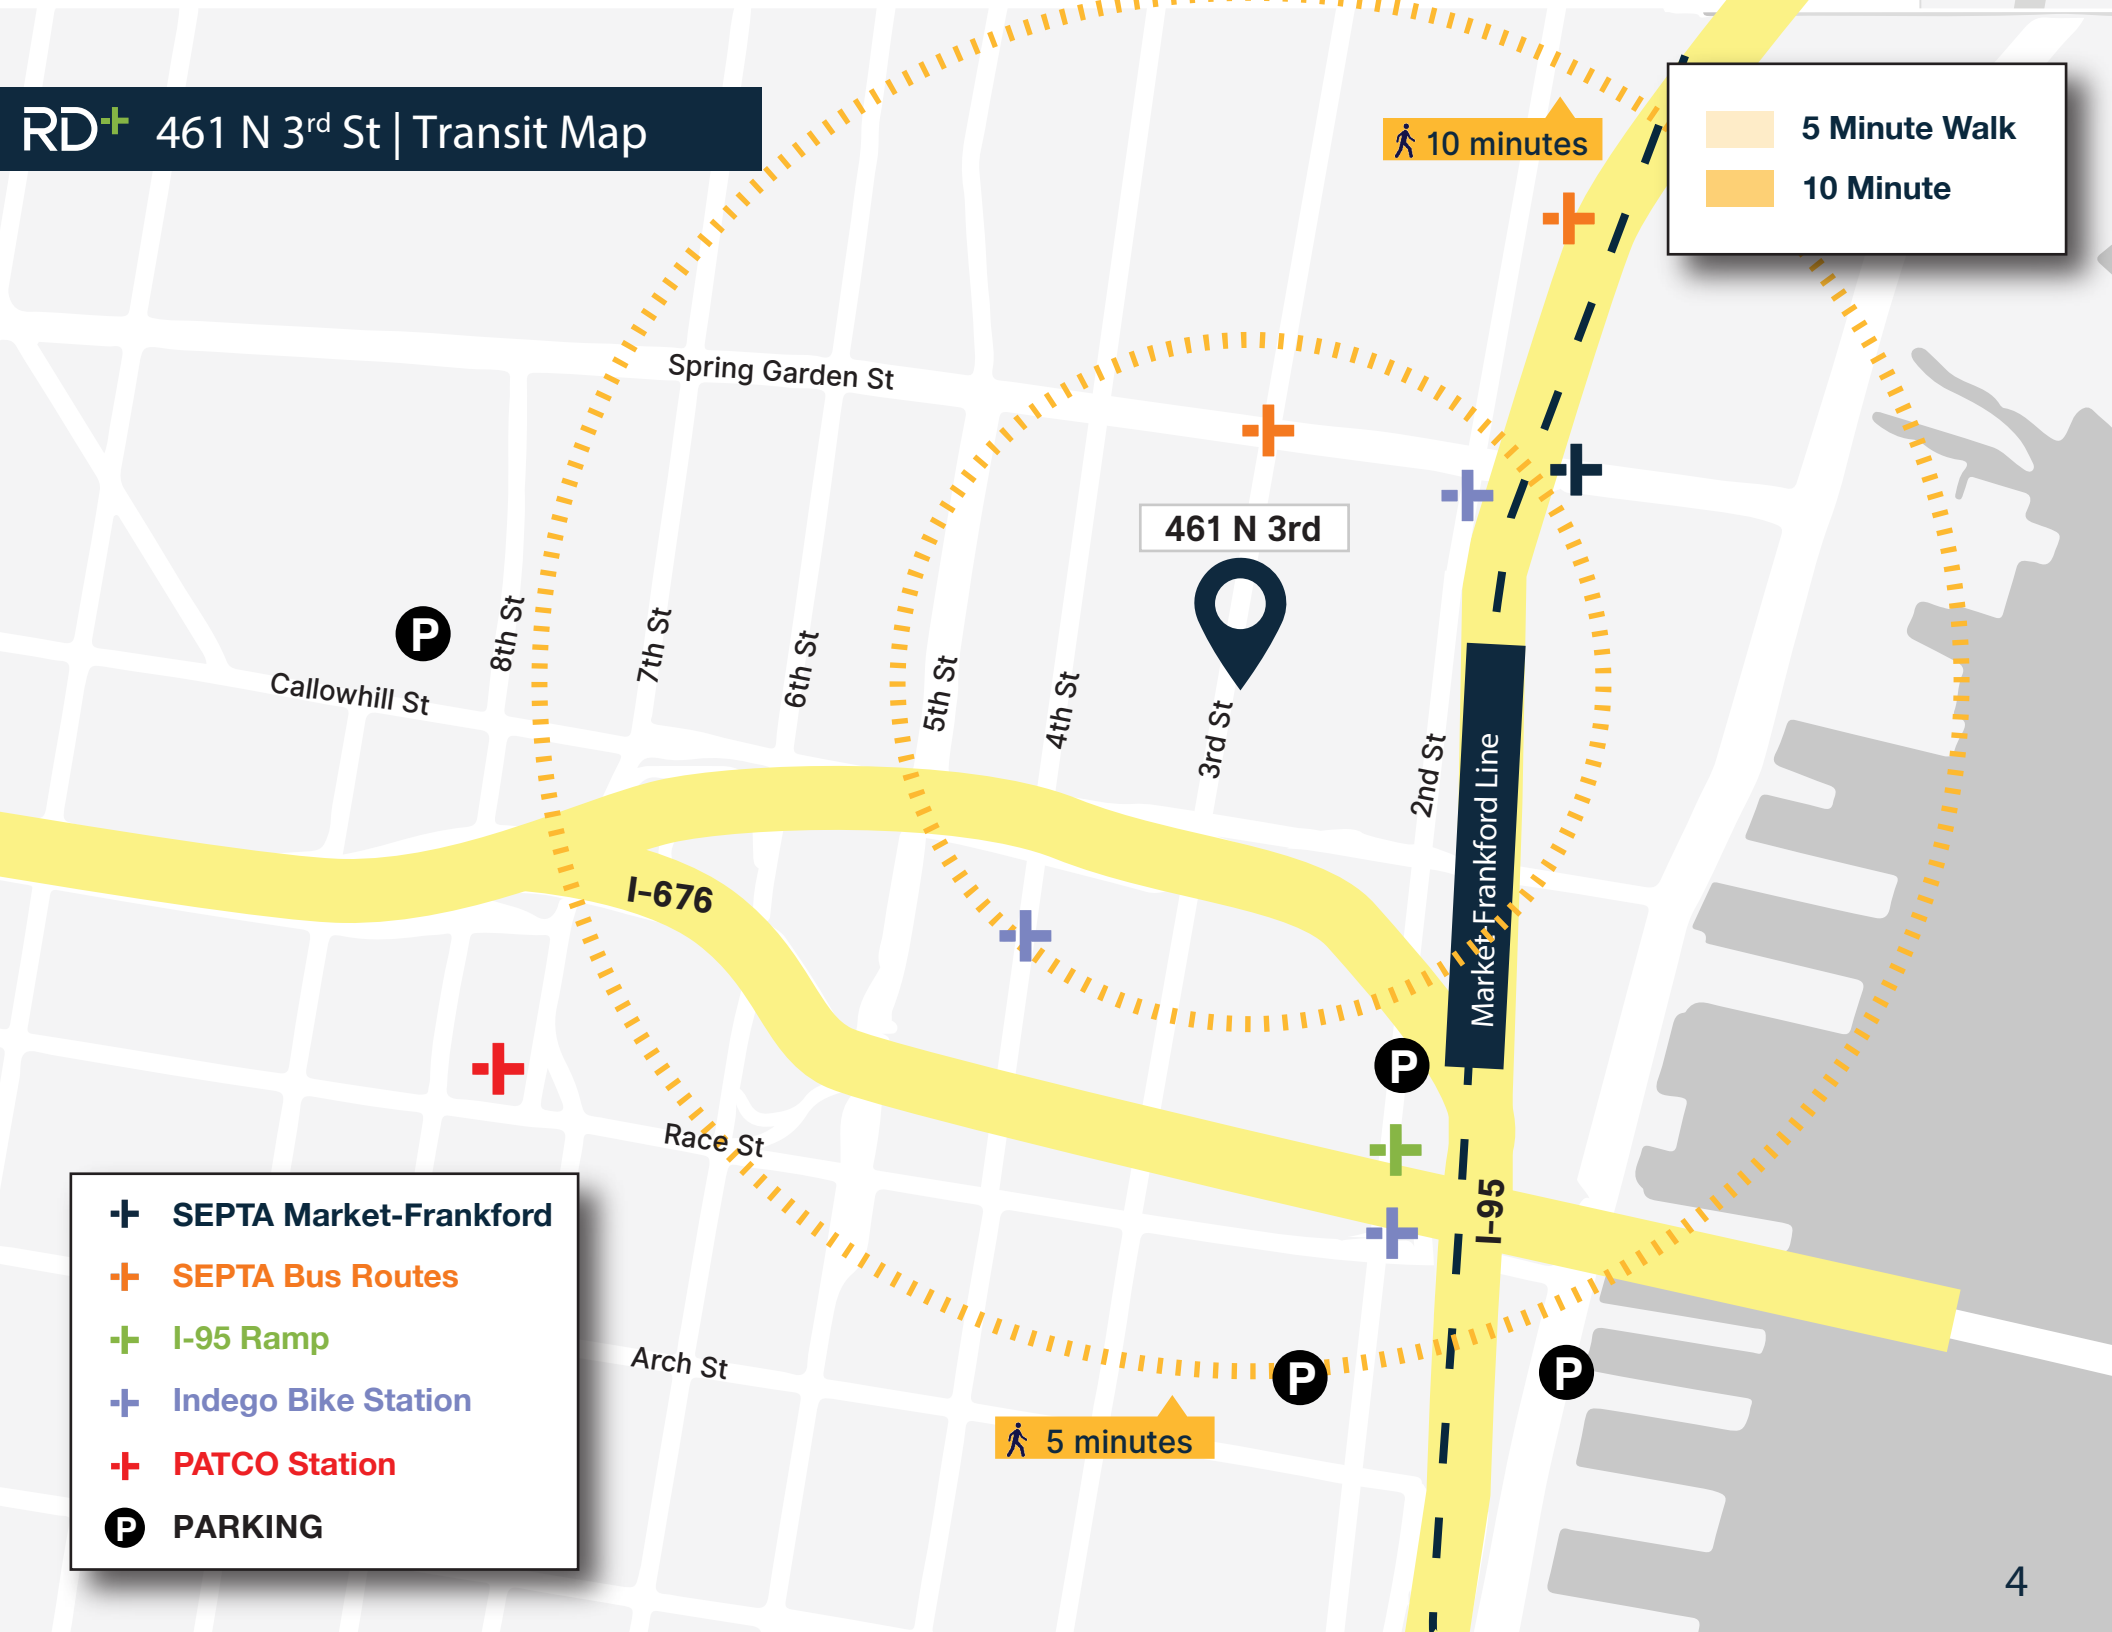 RD+ 461 N 3rd St | Transit Map
10 minutes
5 Minute Walk
10 Minute
Spring Garden St
461 N 3rd
P
8th St
7th St
6th St
5th St
4th St
3rd St
2nd St
Callowhill St
Market-Frankford Line
I-676
P
Race St
I-95
Arch St
P
P
5 minutes
SEPTA Market-Frankford
SEPTA Bus Routes
I-95 Ramp
Indego Bike Station
PATCO Station
P PARKING
4